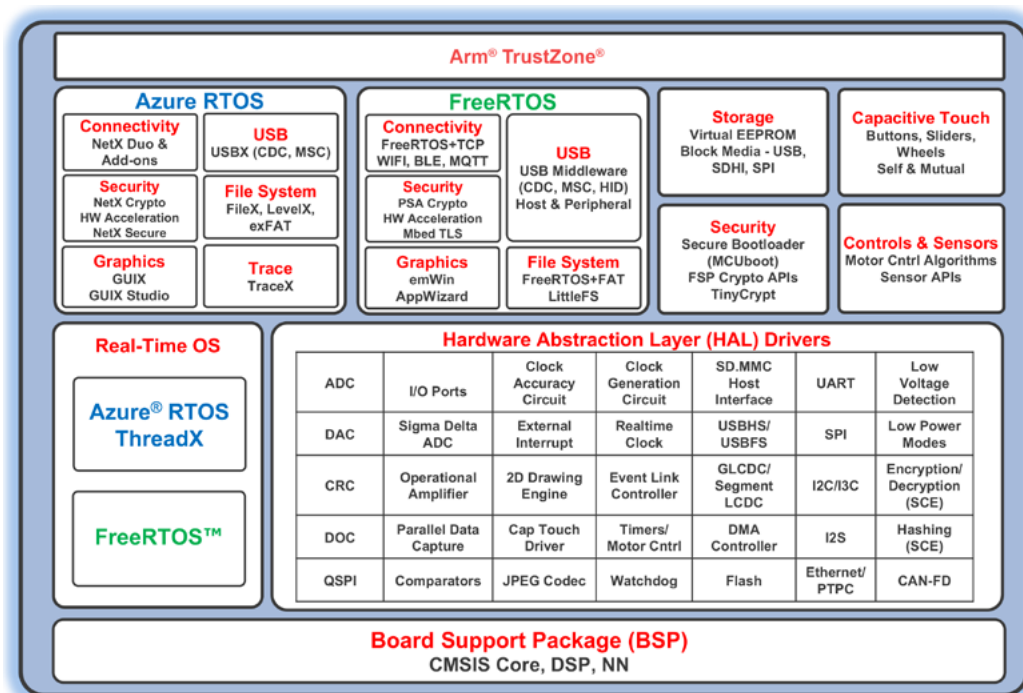 Arm® TrustZone®
Azure RTOS
Connectivity
NetX Duo &
Add-ons
USB
USBX (CDC, MSC)
Security
NetX Crypto
HW Acceleration
NetX Secure
File System
FileX, LevelX,
exFAT
Graphics
GUIX
GUIX Studio
Trace
TraceX
FreeRTOS
Connectivity
FreeRTOS+TCP
WIFI, BLE, MQTT
USB
USB Middleware
(CDC, MSC, HID)
Host & Peripheral
Security
PSA Crypto
HW Acceleration
Mbed TLS
Graphics
emWin
AppWizard
File System
FreeRTOS+FAT
LittleFS
Storage
Virtual EEPROM
Block Media - USB,
SDHI, SPI
Capacitive Touch
Buttons, Sliders,
Wheels
Self & Mutual
Security
Secure Bootloader
(MCUboot)
FSP Crypto APIs
TinyCrypt
Controls & Sensors
Motor Cntrl Algorithms
Sensor APIs
Real-Time OS
Azure® RTOS
ThreadX
FreeRTOS™
Hardware Abstraction Layer (HAL) Drivers
ADC
I/O Ports
Clock
Accuracy
Circuit
Clock
Generation
Circuit
SD.MMC
Host
Interface
UART
Low
Voltage
Detection
DAC
Sigma Delta
ADC
External
Interrupt
Realtime
Clock
USBHS/
USBFS
SPI
Low Power
Modes
CRC
Operational
Amplifier
2D Drawing
Engine
Event Link
Controller
GLCDC/
Segment
LCDC
I2C/I3C
Encryption/
Decryption
(SCE)
DOC
Parallel Data
Capture
Cap Touch
Driver
Timers/
Motor Cntrl
DMA
Controller
I2S
Hashing
(SCE)
QSPI
Comparators
JPEG Codec
Watchdog
Flash
Ethernet/
PTPC
CAN-FD
Board Support Package (BSP)
CMSIS Core, DSP, NN